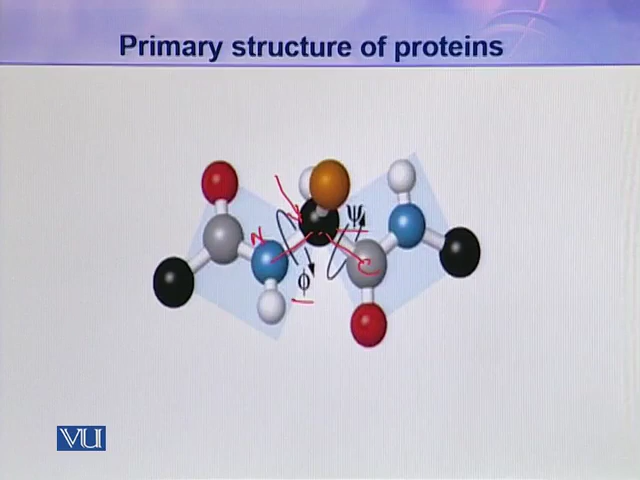 Primary structure of proteins
ψ
N
C
ϕ
VU